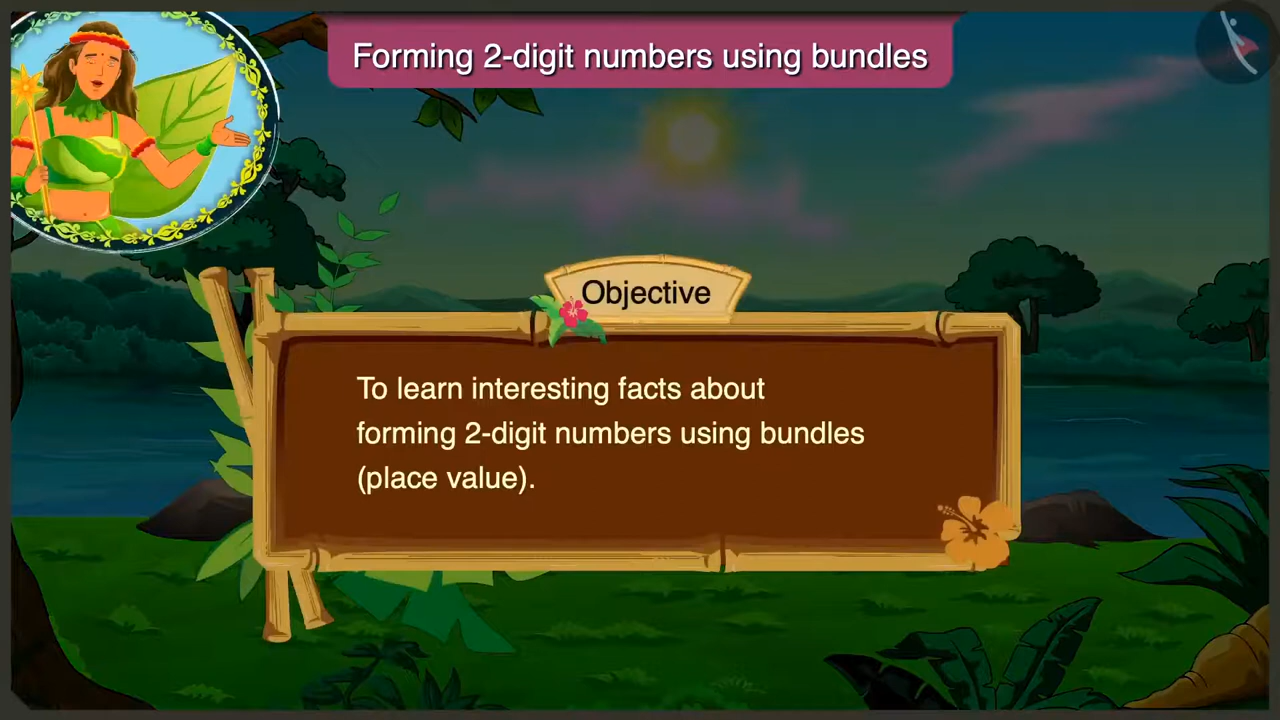 Forming 2-digit numbers using bundles
Objective
To learn interesting facts about
forming 2-digit numbers using bundles
(place value).